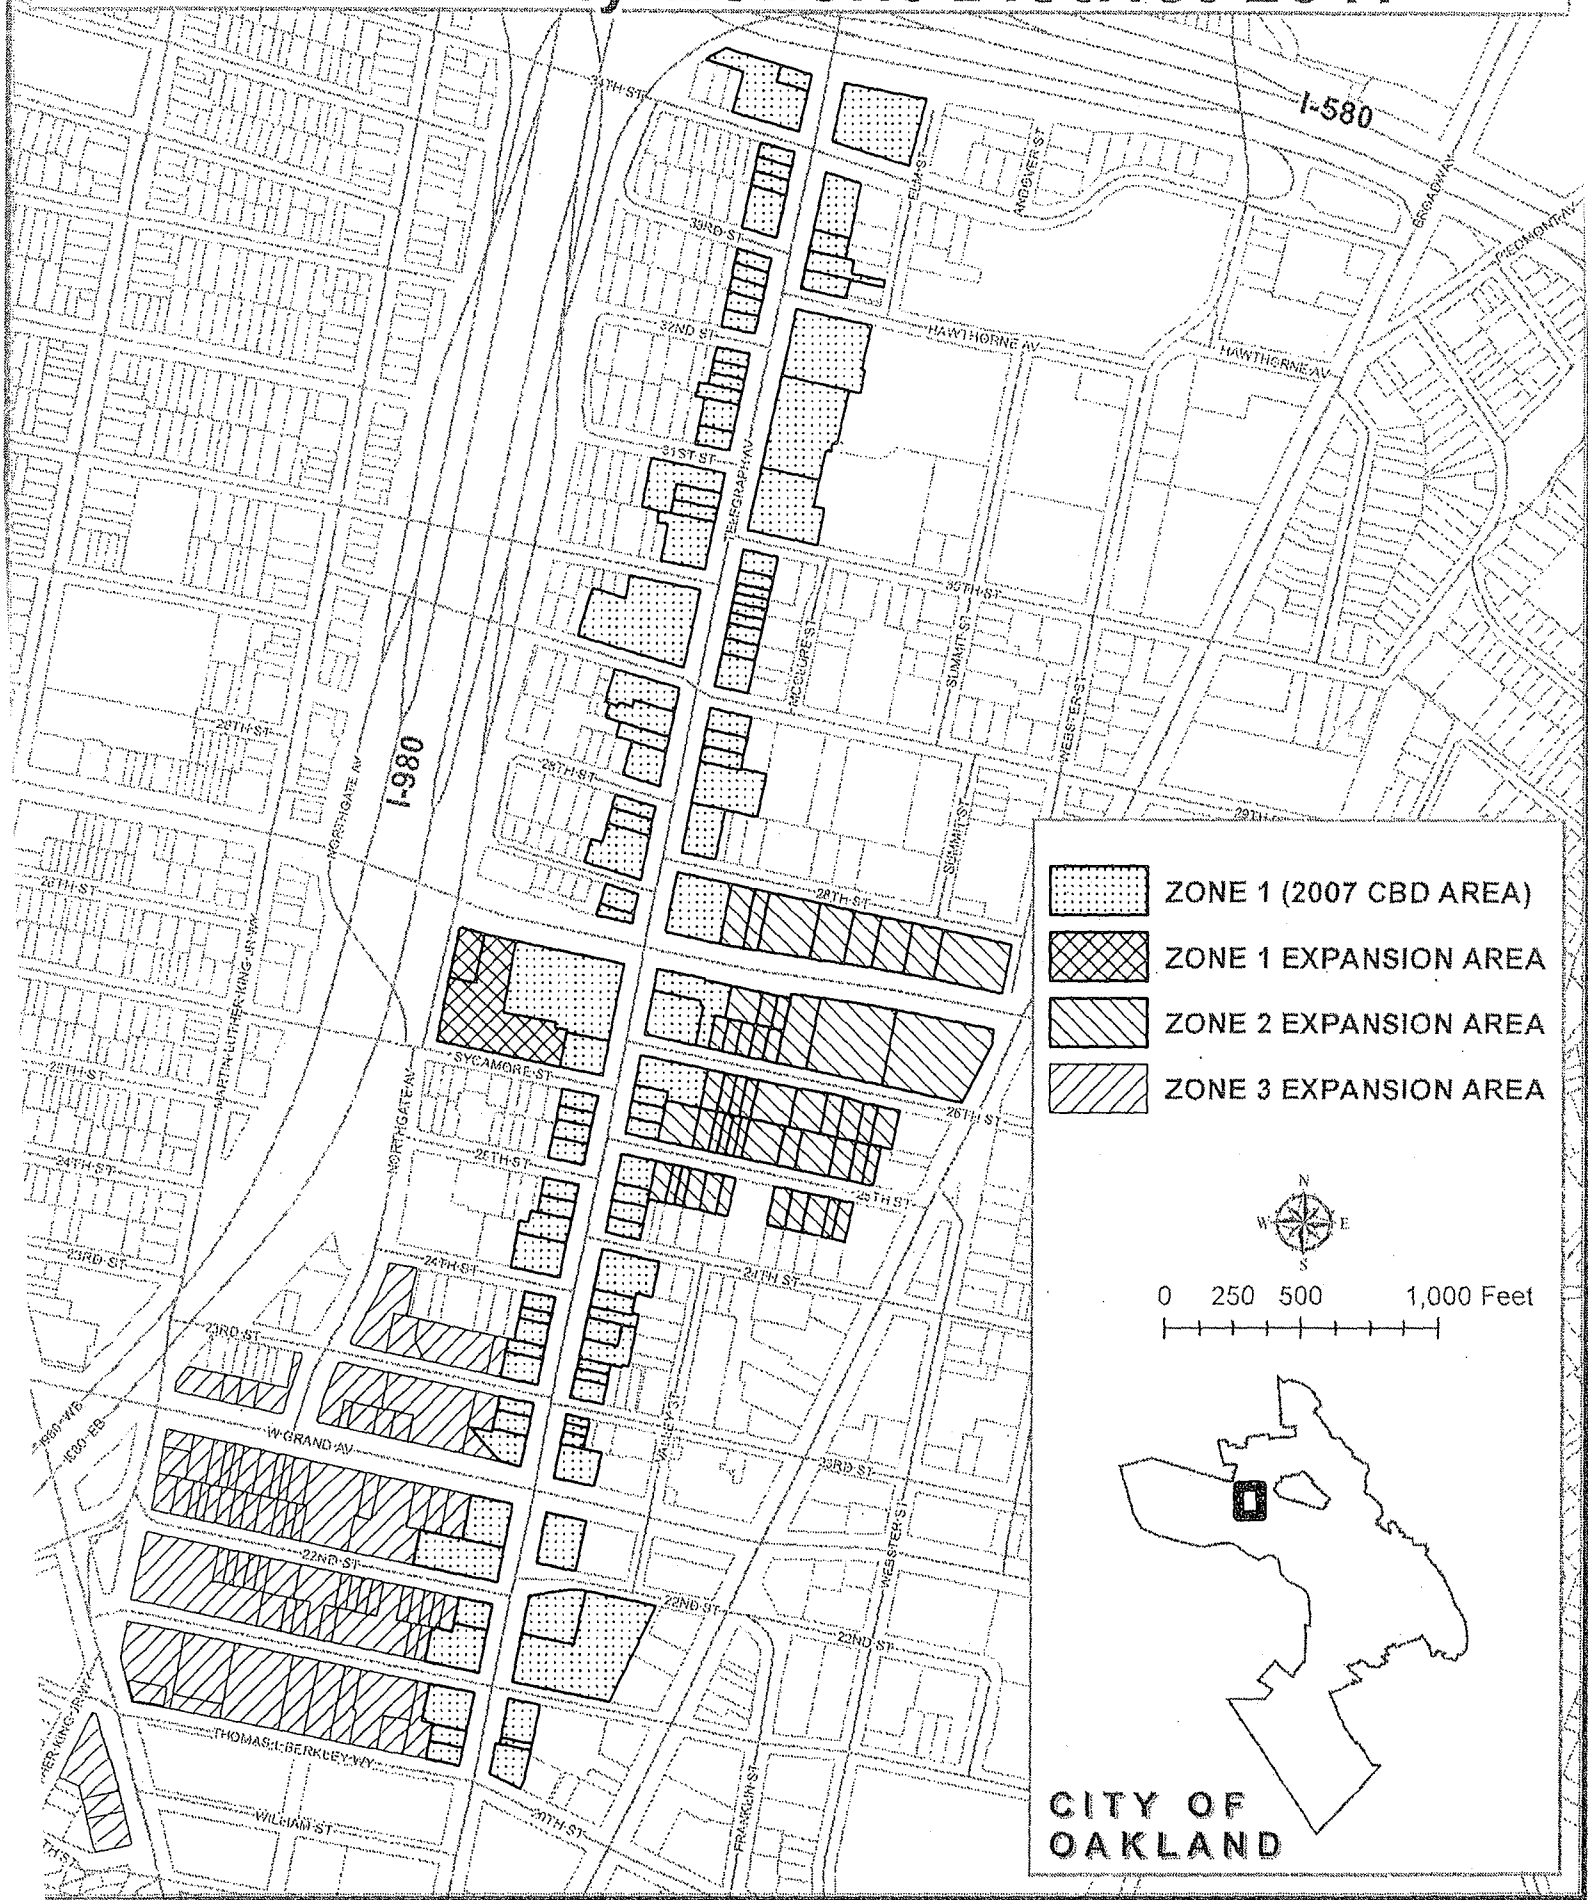 34TH ST
I-580
ELM ST
ANDOVER ST
BROADWAY
PIEDMONT AV
33RD ST
32ND ST
HAWTHORNE AV
HAWTHORNE AV
31ST ST
TELEGRAPH AV
30TH ST
MCCLURE ST
SUMMIT ST
WEBSTER ST
28TH ST
29TH ST
I-980
NORTHGATE AV
28TH ST
SUMMIT ST
26TH ST
ZONE 1 (2007 CBD AREA)
ZONE 1 EXPANSION AREA
ZONE 2 EXPANSION AREA
ZONE 3 EXPANSION AREA
MARTIN LUTHER KING JR WY
25TH ST
SYCAMORE ST
26TH ST
NORTHGATE AV
25TH ST
25TH ST
24TH ST
N
W E
S
23RD ST
24TH ST
24TH ST
0 250 500 1,000 Feet
23RD ST
I980-WB
I580-EB
W GRAND AV
VALLEY ST
23RD ST
WEBSTER ST
22ND ST
22ND ST
22ND ST
THOMAS L BERKLEY WY
WILLIAM ST
20TH ST
FRANKLIN ST
CITY OF
OAKLAND